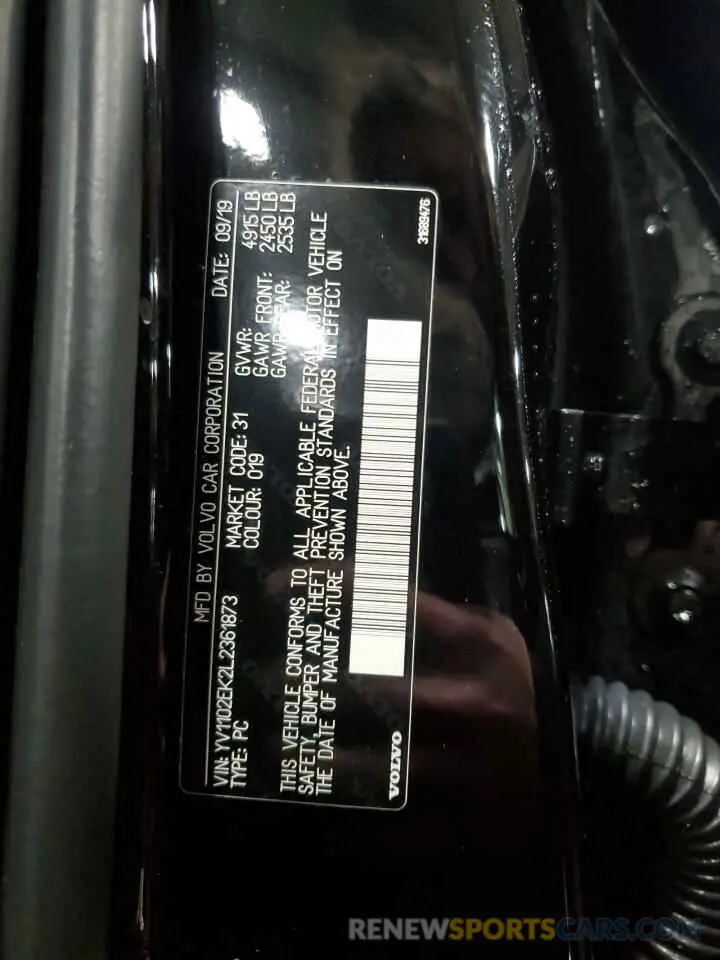 MFD BY VOLVO CAR CORPORATION DATE: 09/19
VIN: YV1102EK2L2361873 MARKET CODE: 31 GVWR: 4915 LB
TYPE: PC COLOUR: 019 GAWR FRONT: 2450 LB
GAWR REAR: 2535 LB
THIS VEHICLE CONFORMS TO ALL APPLICABLE FEDERAL MOTOR VEHICLE
SAFETY, BUMPER AND THEFT PREVENTION STANDARDS IN EFFECT ON
THE DATE OF MANUFACTURE SHOWN ABOVE.
VOLVO
31689476
RENEWSPORTSCARS.COM